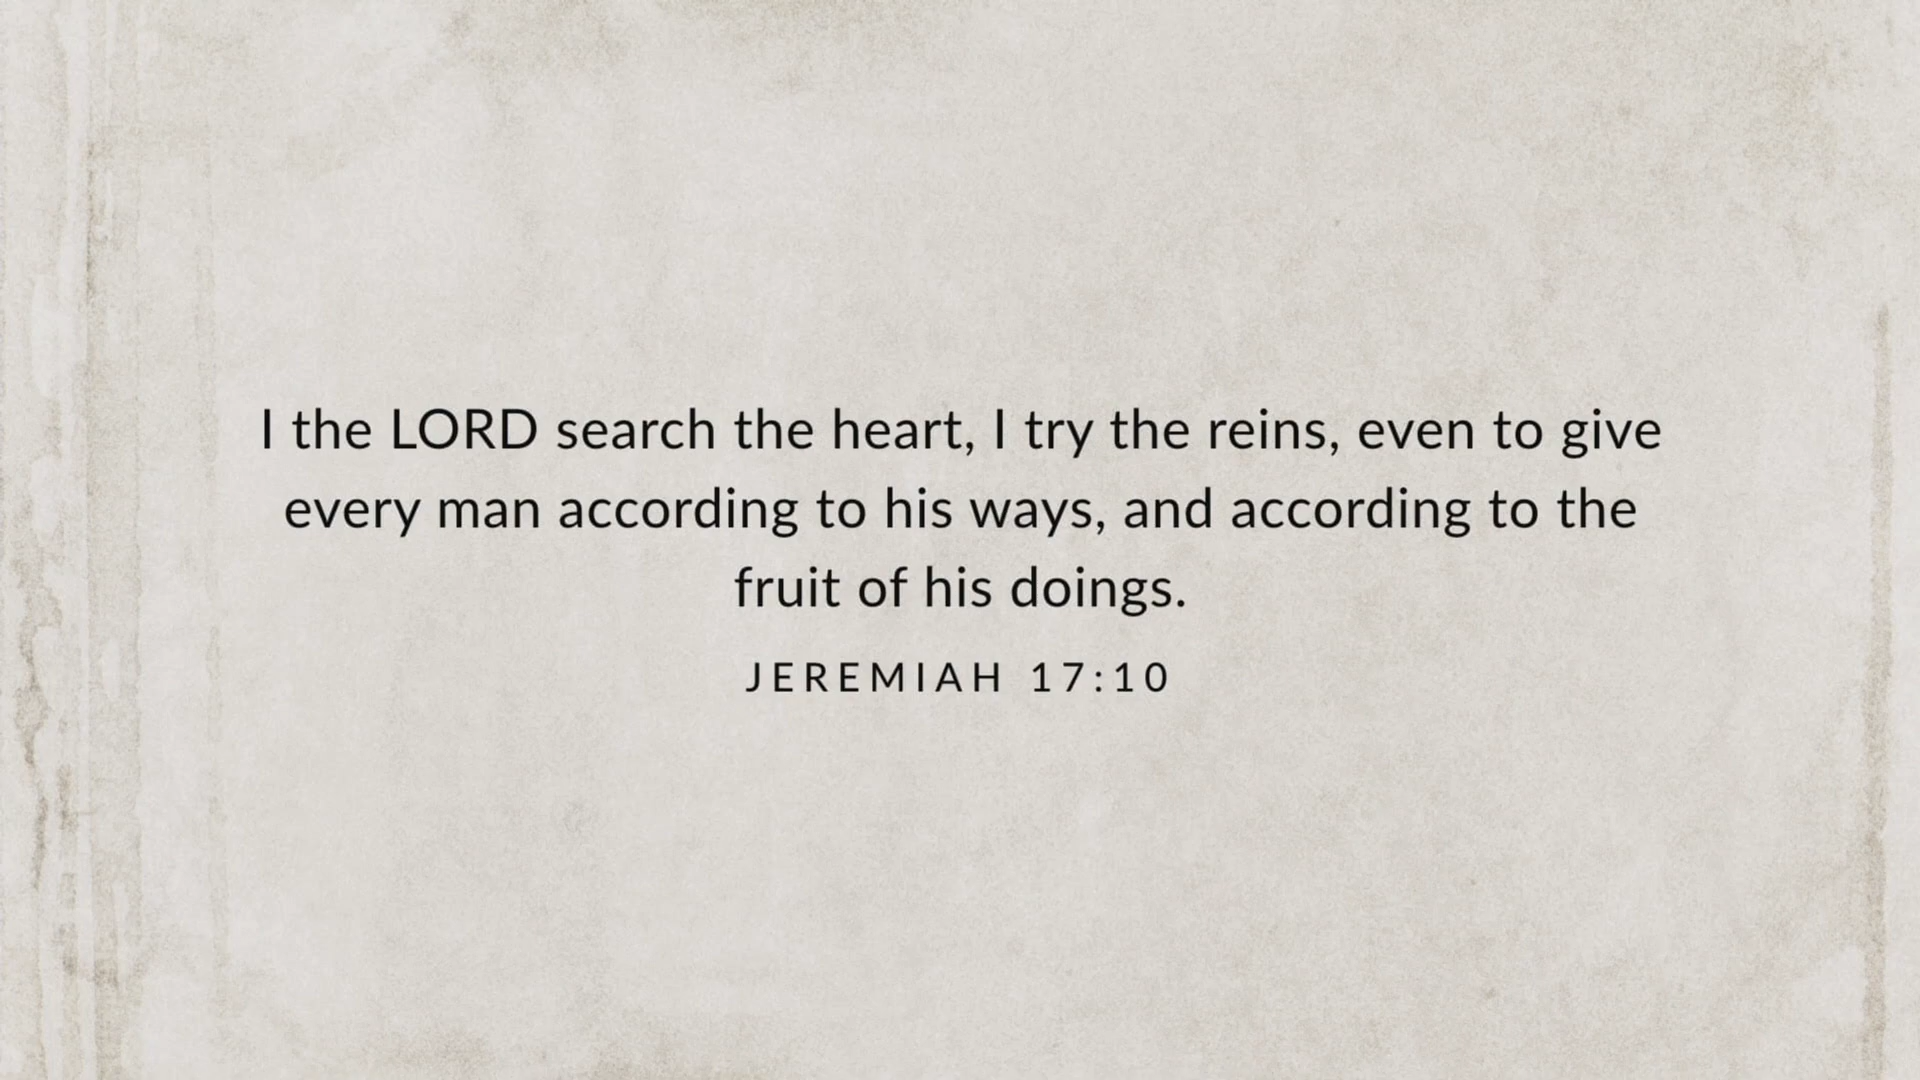 I the LORD search the heart, I try the reins, even to give
every man according to his ways, and according to the
fruit of his doings.
JEREMIAH 17:10